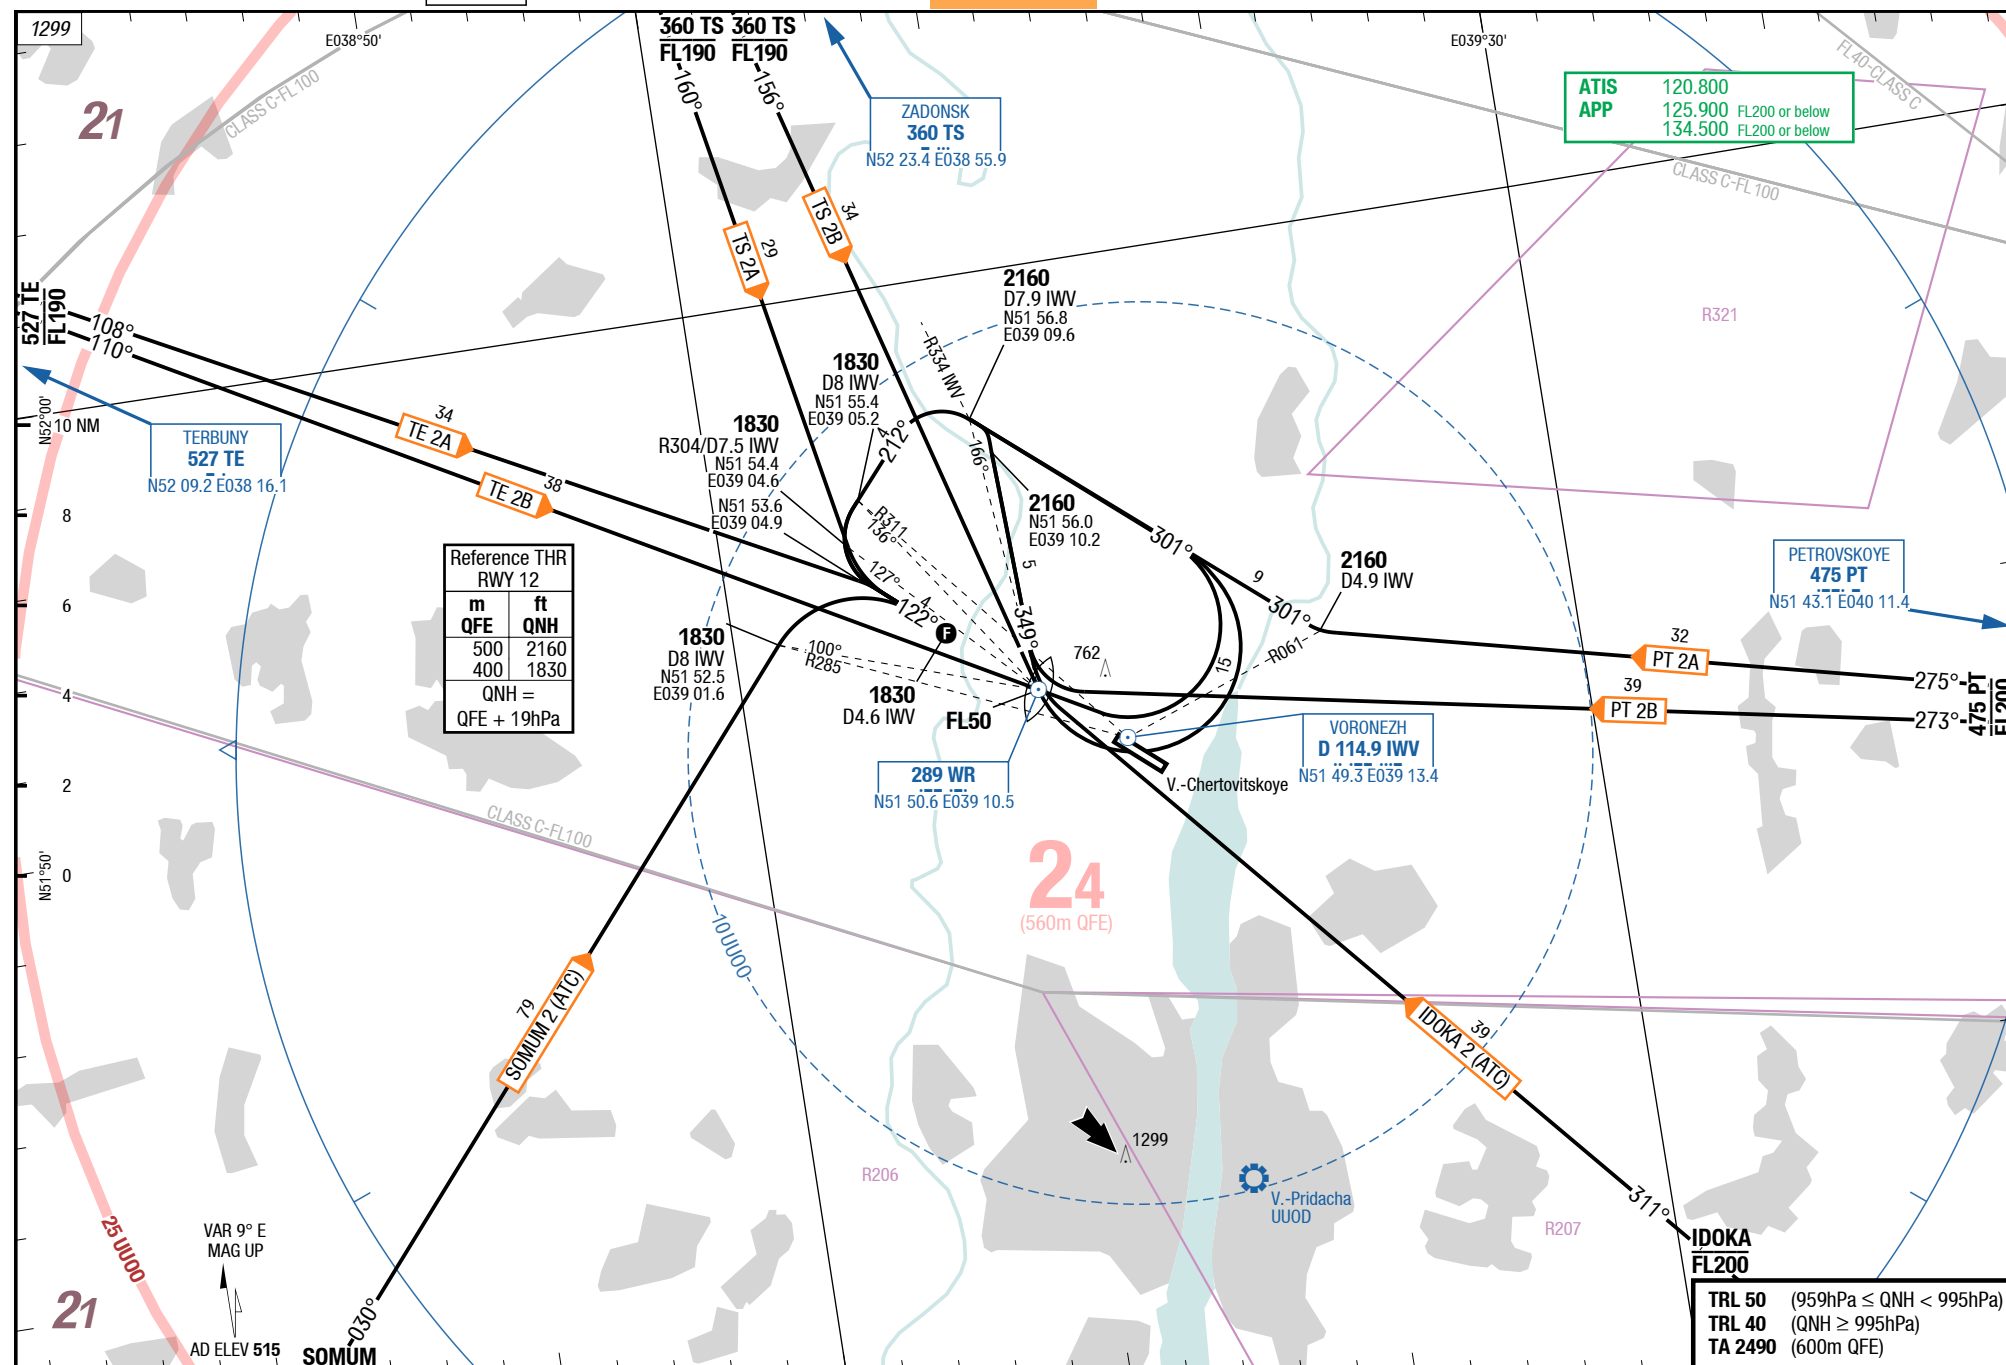 1299
E038°50'
360 TS
FL190
360 TS
FL190
E039°30'
21
CLASS C-FL100
160°
156°
ZADONSK
360 TS
N52 23.4 E038 55.9
ATIS 120.800
APP 125.900 FL200 or below
134.500 FL200 or below
FL40-CLASS C
CLASS C-FL100
TS 2A
29
TS 2B
34
527 TE
FL190
108°
110°
2160
D7.9 IWV
N51 56.8
E039 09.6
R321
R334 IWV
1830
D8 IWV
N51 55.4
E039 05.2
N52°00'
10 NM
TERBUNY
527 TE
N52 09.2 E038 16.1
34
TE 2A
38
TE 2B
1830
R304/D7.5 IWV
N51 54.4
E039 04.6
N51 53.6
E039 04.9
4
212°
166°
2160
N51 56.0
E039 10.2
R311
136°
127°
4
122°
F
5
349°
301°
9
301°
15
R061
2160
D4.9 IWV
PETROVSKOYE
475 PT
N51 43.1 E040 11.4
8
6
4
2
0
N51°50'
Reference THR
RWY 12
m ft
QFE QNH
500 2160
400 1830
QNH =
QFE + 19hPa
1830
D8 IWV
N51 52.5
E039 01.6
100°
R285
1830
D4.6 IWV
FL50
762
32
PT 2A
39
PT 2B
275°
273°
475 PT
FL200
VORONEZH
D 114.9 IWV
N51 49.3 E039 13.4
289 WR
N51 50.6 E039 10.5
V.-Chertovitskoye
CLASS C-FL100
24
(560m QFE)
10 UUOO
79
SOMUM 2 (ATC)
39
IDOKA 2 (ATC)
1299
R206
V.-Pridacha
UUOD
R207
311°
IDOKA
FL200
25 UUOO
VAR 9° E
MAG UP
21
AD ELEV 515
030°
SOMUM
TRL 50 (959hPa ≤ QNH < 995hPa)
TRL 40 (QNH ≥ 995hPa)
TA 2490 (600m QFE)